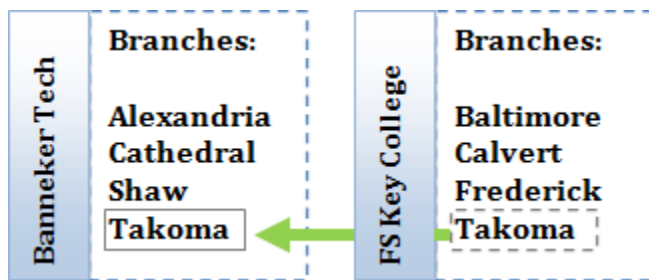 Banneker Tech
Branches:
Alexandria
Cathedral
Shaw
Takoma
FS Key College
Branches:
Baltimore
Calvert
Frederick
Takoma